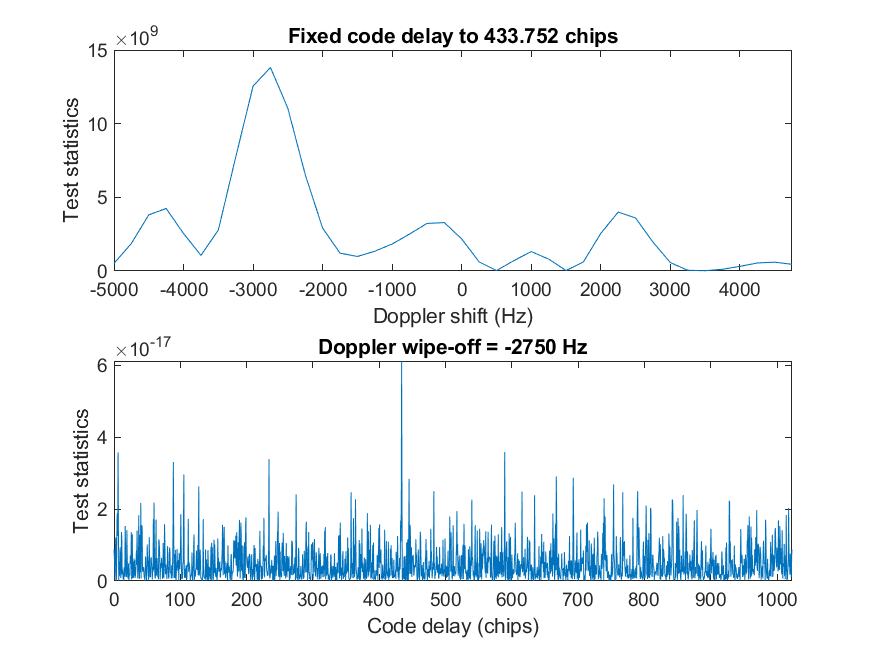 ×10⁹
Fixed code delay to 433.752 chips
15
10
5
0
Test statistics
-5000 -4000 -3000 -2000 -1000 0 1000 2000 3000 4000
Doppler shift (Hz)
×10⁻¹⁷
Doppler wipe-off = -2750 Hz
6
4
2
0
Test statistics
0 100 200 300 400 500 600 700 800 900 1000
Code delay (chips)